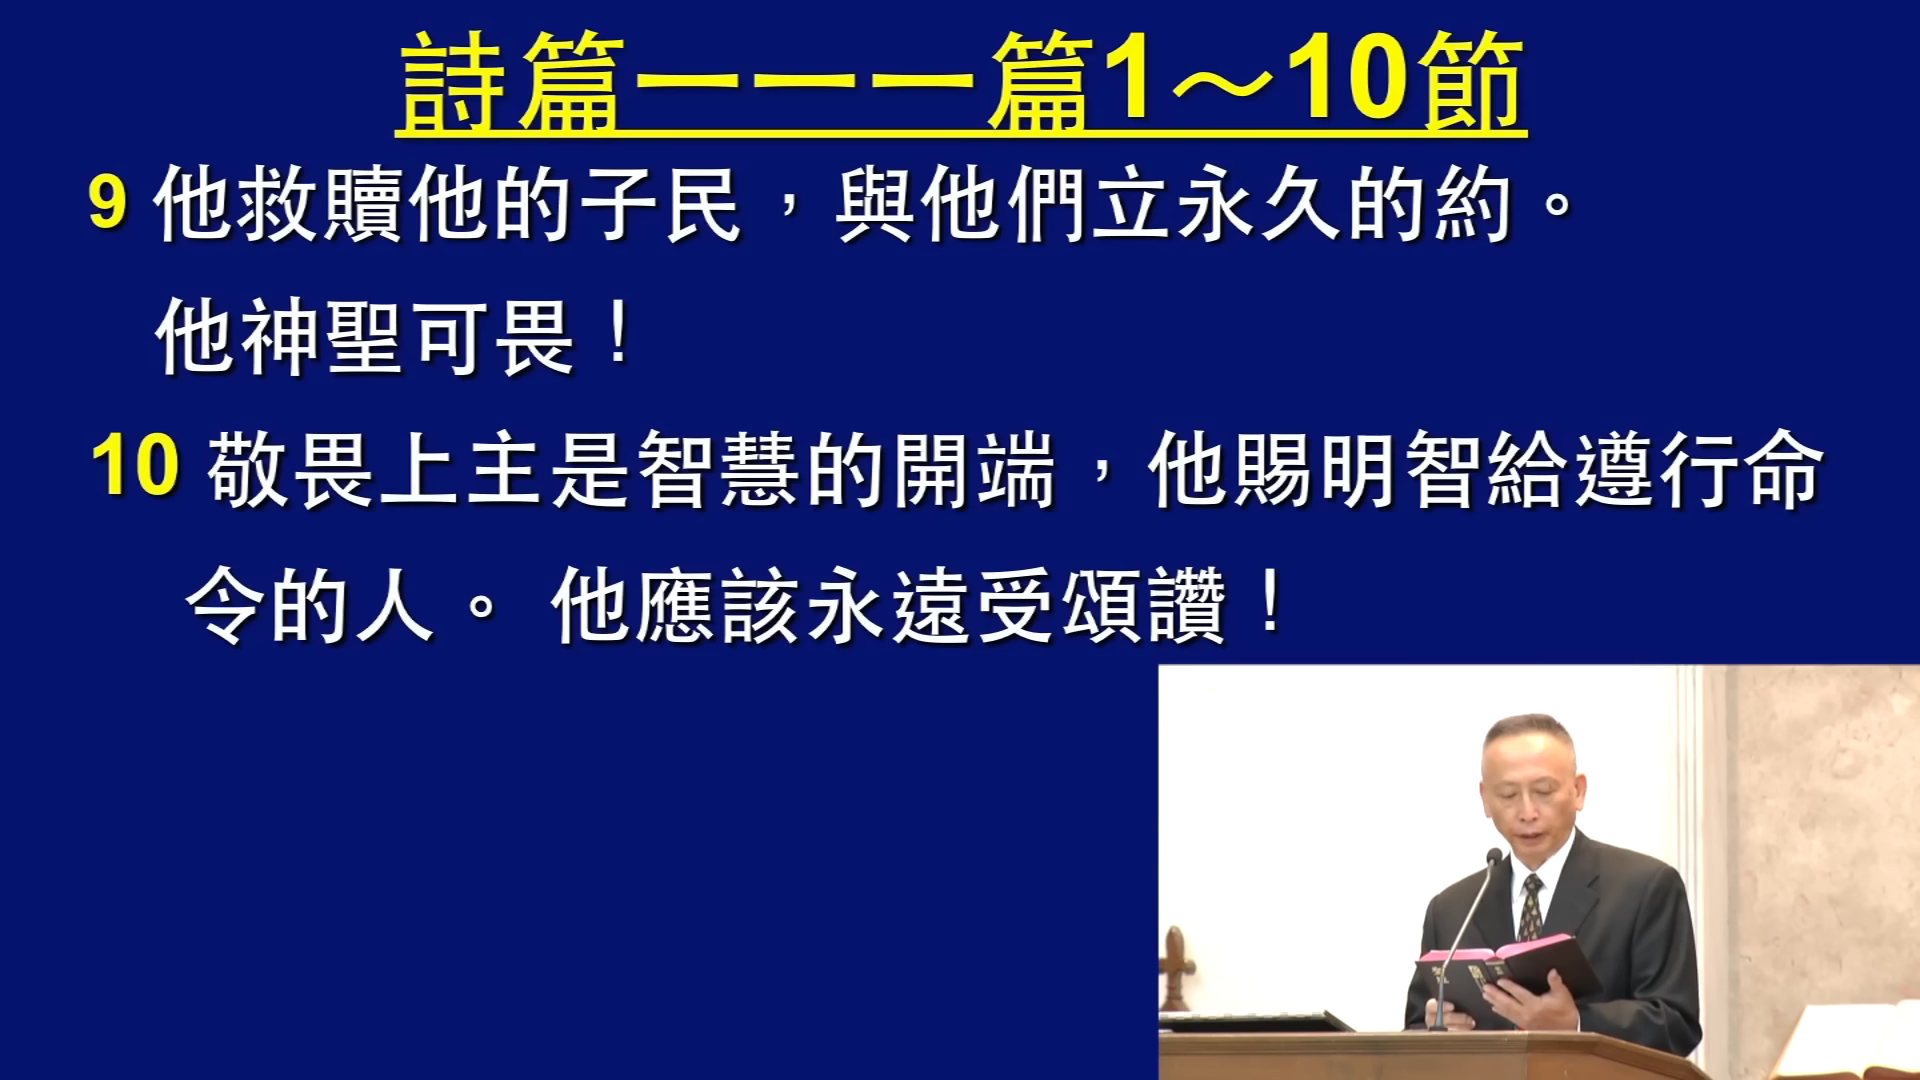 詩篇一一一篇1～10節
9 他救贖他的子民，與他們立永久的約。
他神聖可畏！
10 敬畏上主是智慧的開端，他賜明智給遵行命
令的人。 他應該永遠受頌讚！